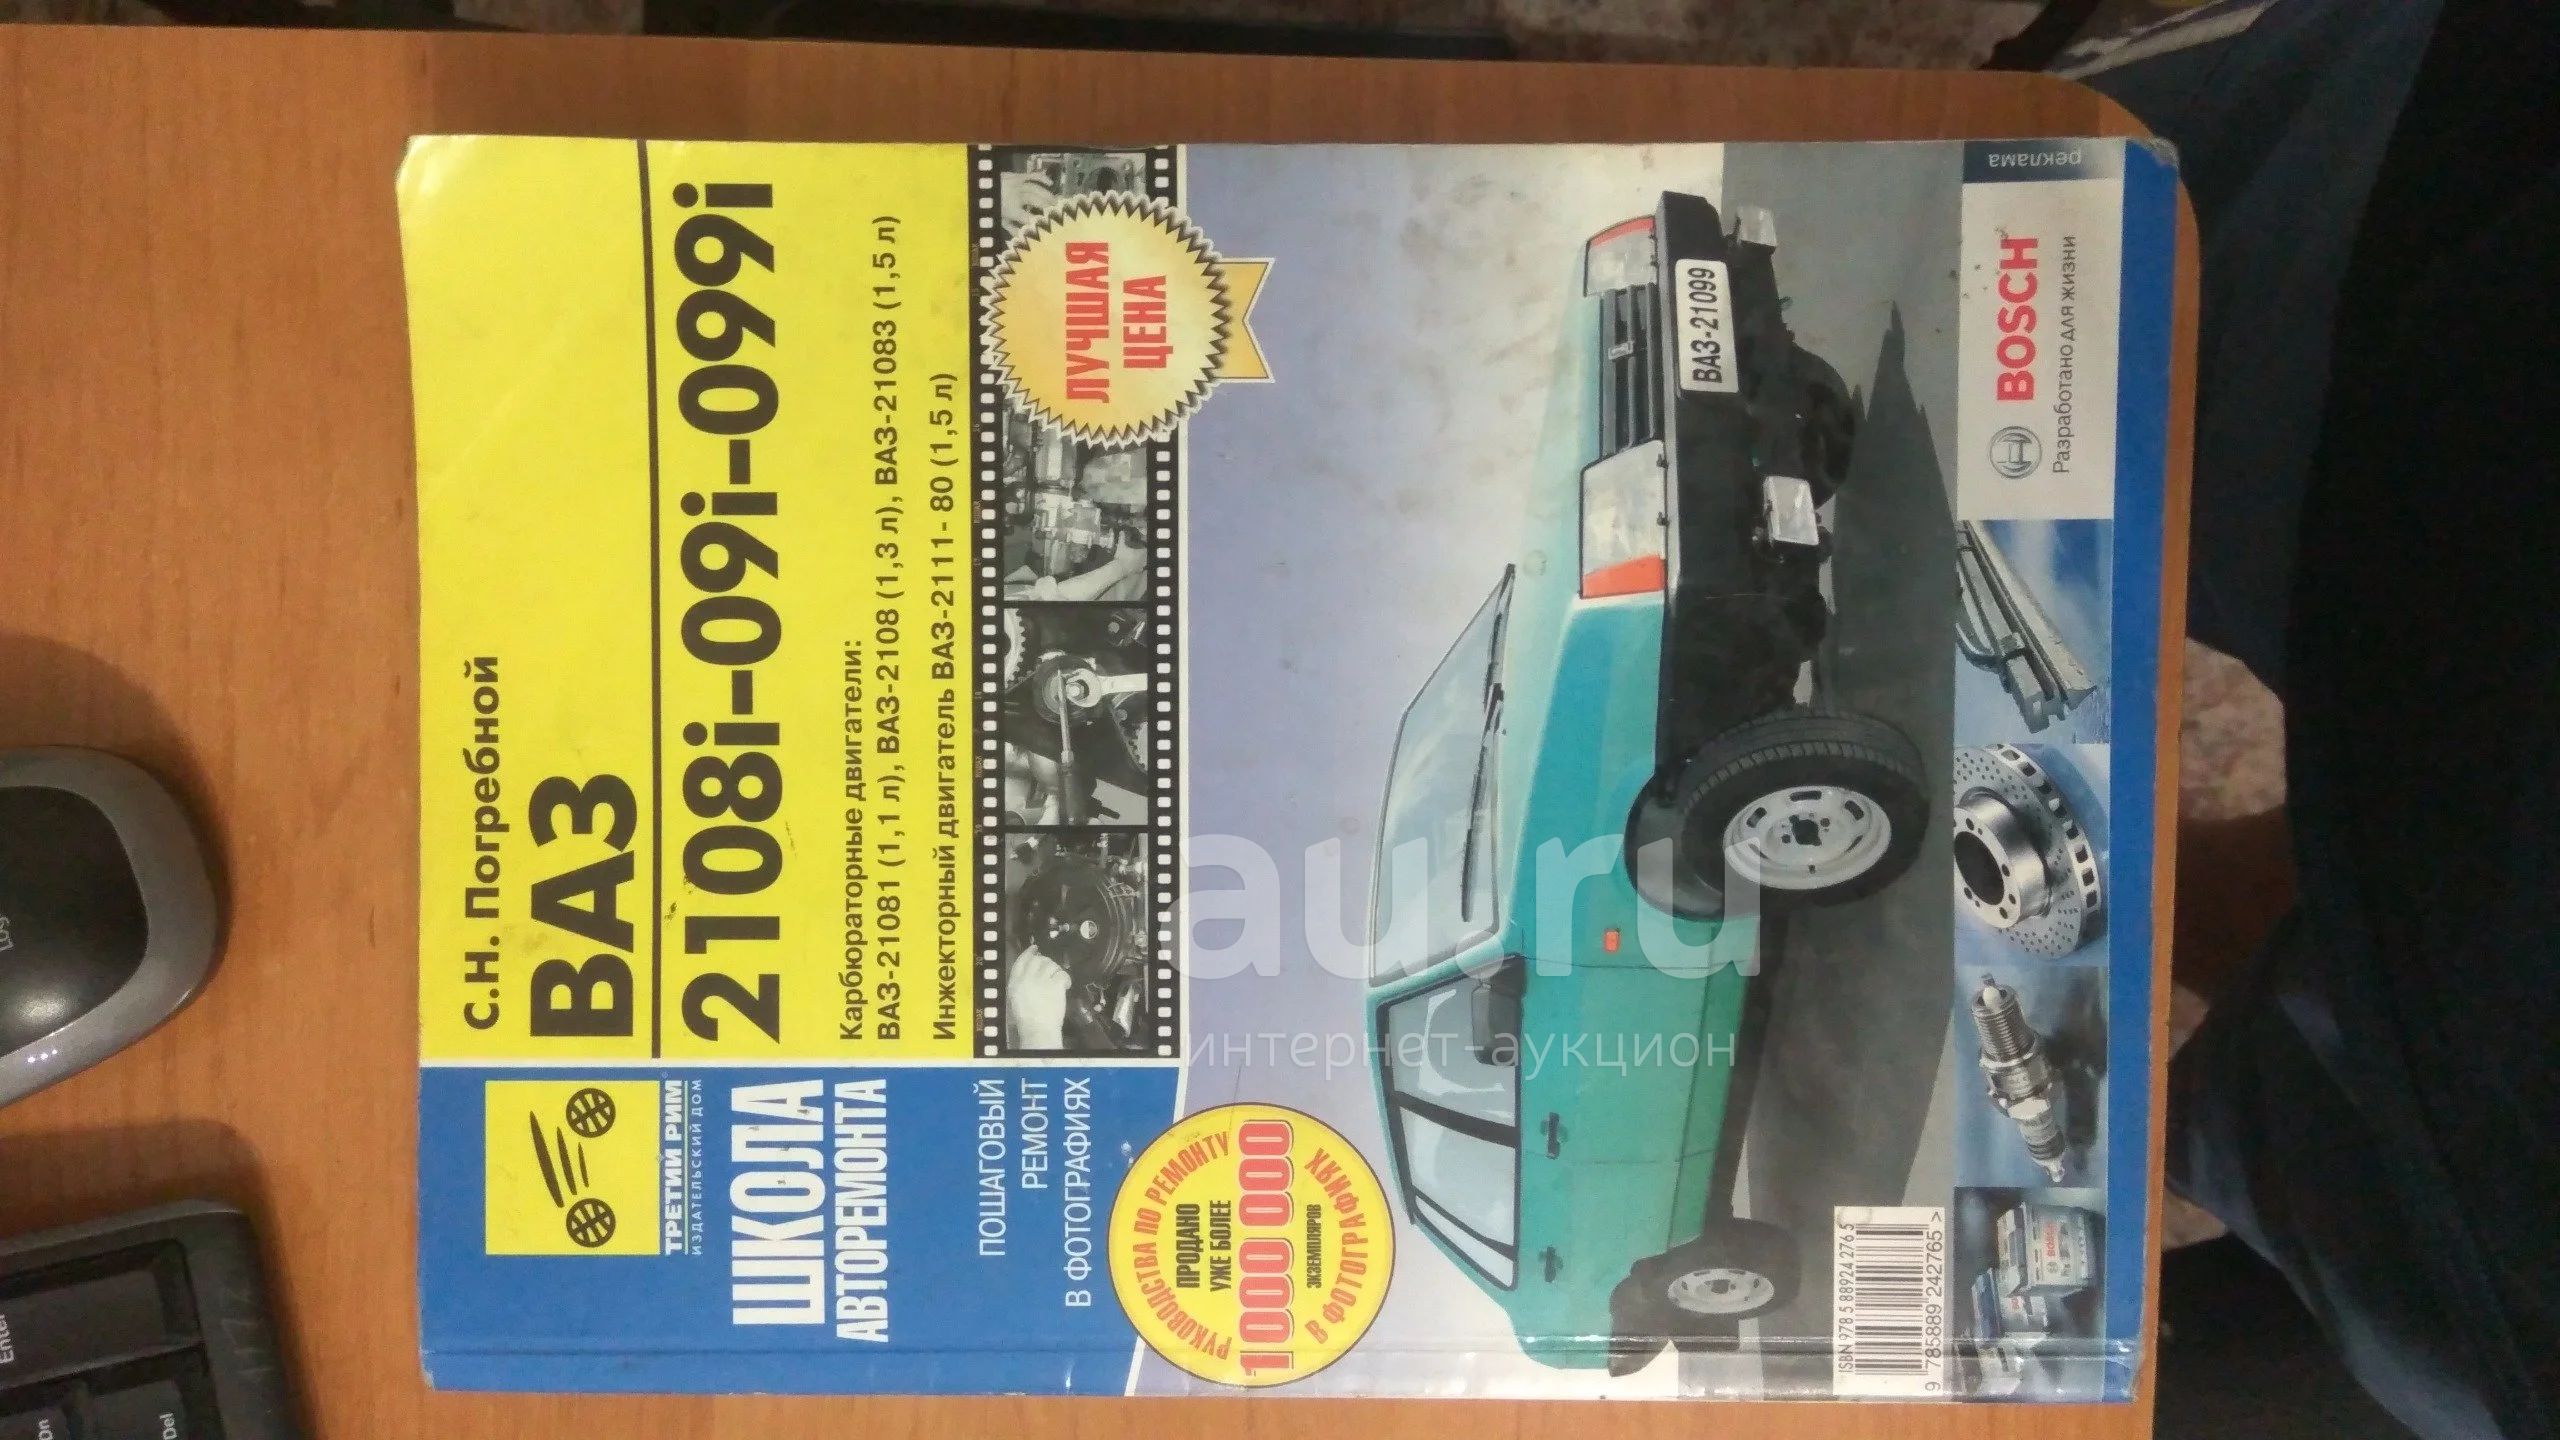 С.Н. Погребной
ВАЗ
2108i-09i-099i
Карбюраторные двигатели:
ВАЗ-21081 (1,1 л), ВАЗ-2108 (1,3 л), ВАЗ-21083 (1,5 л)
Инжекторный двигатель ВАЗ-2111- 80 (1,5 л)
ТРЕТИЙ РИМ
ИЗДАТЕЛЬСКИЙ ДОМ
ШКОЛА
АВТОРЕМОНТА
ПОШАГОВЫЙ
РЕМОНТ
В ФОТОГРАФИЯХ
ЛУЧШАЯ
ЦЕНА
РУКОВОДСТВА ПО РЕМОНТУ
ПРОДАНО
УЖЕ БОЛЕЕ
1 000 000
ЭКЗЕМПЛЯРОВ
В ФОТОГРАФИЯХ
ВАЗ-21099
ISBN 978 5 88924 276 5
9 785889 242765 >
BOSCH
BOSCH
Разработано для жизни
реклама
au.ru
интернет-аукцион
Enter
Del